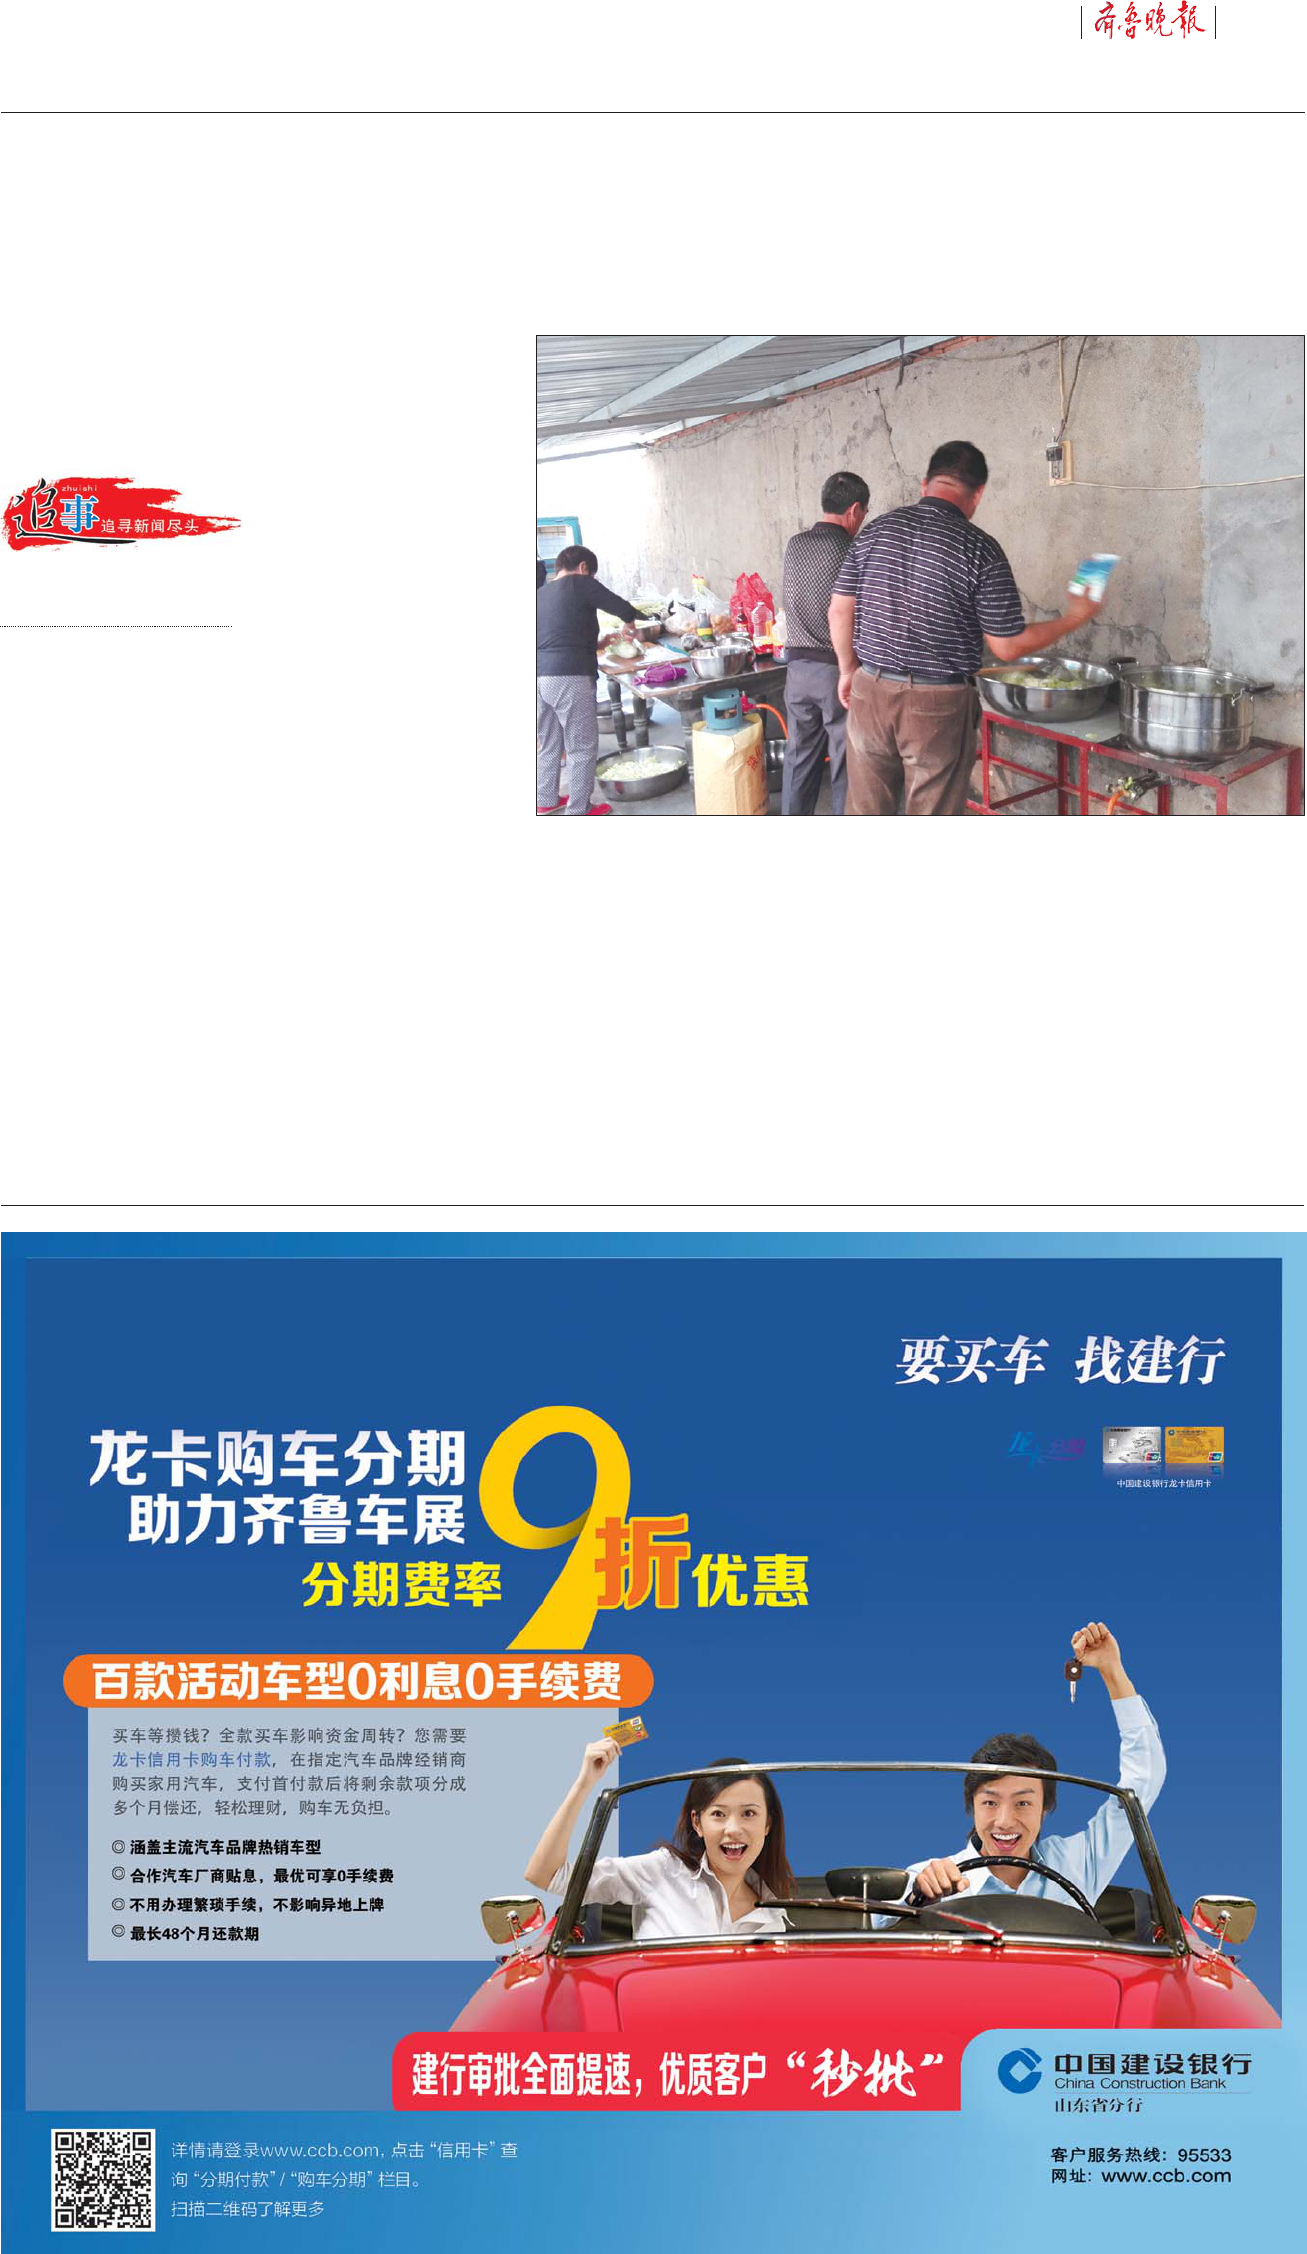 齐鲁晚报
zhuishi
追事 追寻新闻尽头
要买车 找建行
龙卡购车分期
助力齐鲁车展
分期费率9折优惠
中国建设银行龙卡信用卡
百款活动车型0利息0手续费
买车等攒钱？全款买车影响资金周转？您需要
龙卡信用卡购车付款，在指定汽车品牌经销商
购买家用汽车，支付首付款后将剩余款项分成
多个月偿还，轻松理财，购车无负担。
◎ 涵盖主流汽车品牌热销车型
◎ 合作汽车厂商贴息，最优可享0手续费
◎ 不用办理繁琐手续，不影响异地上牌
◎ 最长48个月还款期
建行审批全面提速，优质客户“秒批”
中国建设银行
China Construction Bank
山东省分行
详情请登录www.ccb.com，点击“信用卡”查
询“分期付款”/“购车分期”栏目。
扫描二维码了解更多
客户服务热线：95533
网址：www.ccb.com